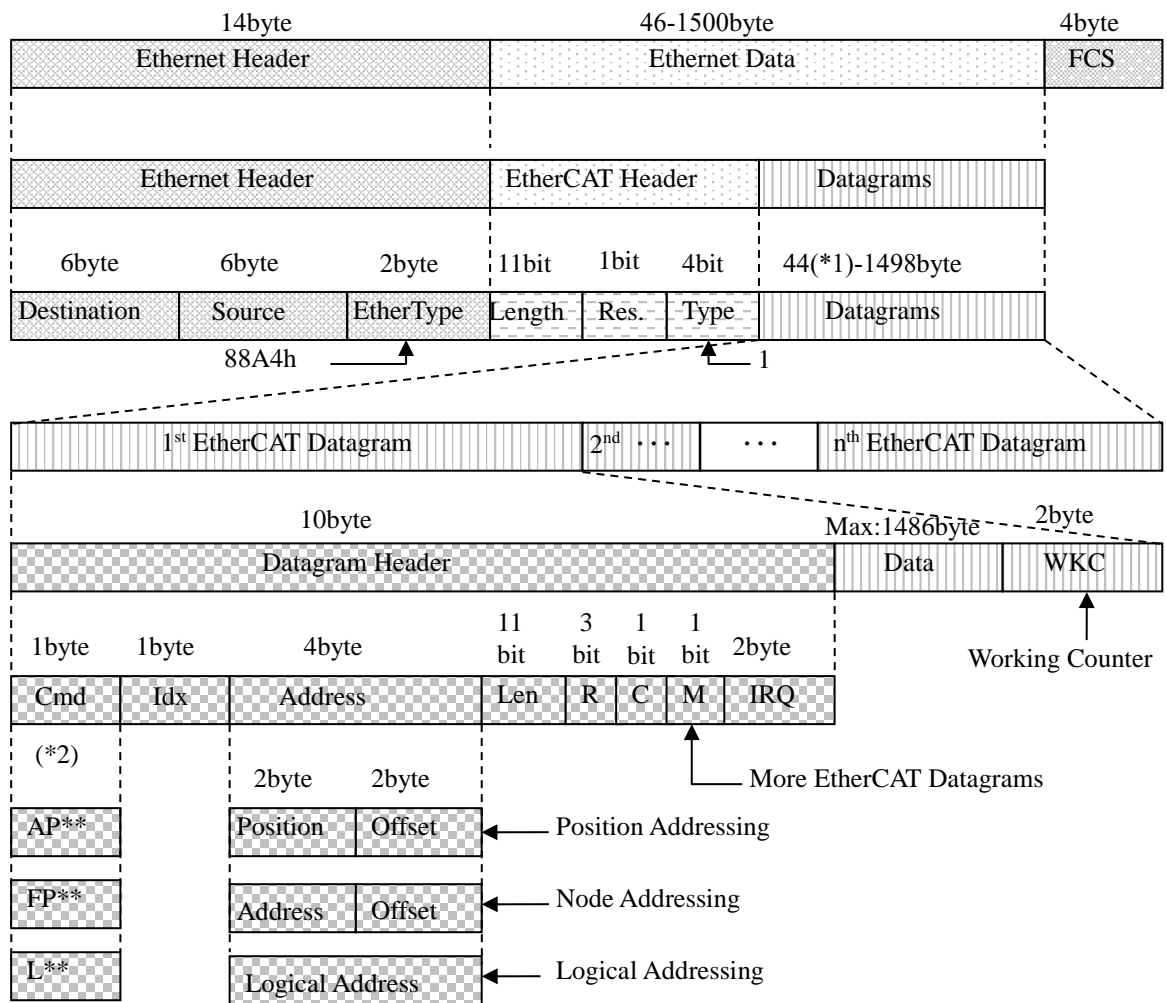 14byte 46-1500byte 4byte
Ethernet Header Ethernet Data FCS
Ethernet Header EtherCAT Header Datagrams
6byte 6byte 2byte 11bit 1bit 4bit 44(*1)-1498byte
Destination Source EtherType Length Res. Type Datagrams
88A4h 1
1st EtherCAT Datagram 2nd ··· ··· nth EtherCAT Datagram
10byte Max:1486byte 2byte
Datagram Header Data WKC
11 3 1 1
1byte 1byte 4byte bit bit bit bit 2byte Working Counter
Cmd Idx Address Len R C M IRQ
(*2)
2byte 2byte More EtherCAT Datagrams
AP** Position Offset Position Addressing
FP** Address Offset Node Addressing
L** Logical Address Logical Addressing